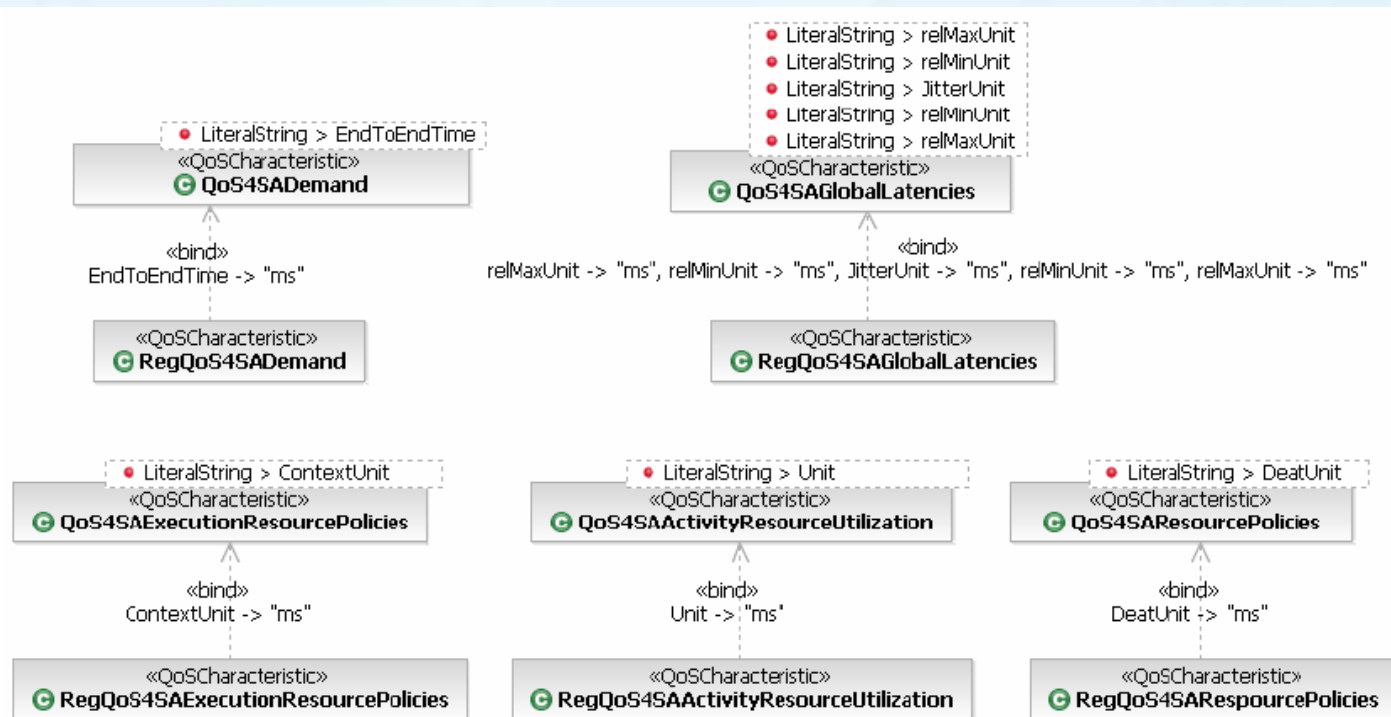 LiteralString > relMaxUnit
LiteralString > relMinUnit
LiteralString > JitterUnit
LiteralString > relMinUnit
LiteralString > relMaxUnit
LiteralString > EndToEndTime
«QoSCharacteristic»
QoS4SADemand
«QoSCharacteristic»
QoS4SAGlobalLatencies
«bind»
EndToEndTime -> "ms"
«bind»
relMaxUnit -> "ms", relMinUnit -> "ms", JitterUnit -> "ms", relMinUnit -> "ms", relMaxUnit -> "ms"
«QoSCharacteristic»
C RegQoS4SADemand
«QoSCharacteristic»
C RegQoS4SAGlobalLatencies
LiteralString > ContextUnit
LiteralString > Unit
LiteralString > DeatUnit
«QoSCharacteristic»
C QoS4SAExecutionResourcePolicies
«QoSCharacteristic»
C QoS4SAActivityResourceUtilization
«QoSCharacteristic»
C QoS4SAResourcePolicies
«bind»
ContextUnit -> "ms"
«bind»
Unit -> "ms"
«bind»
DeatUnit -> "ms"
«QoSCharacteristic»
C RegQoS4SAExecutionResourcePolicies
«QoSCharacteristic»
C RegQoS4SAActivityResourceUtilization
«QoSCharacteristic»
C RegQoS4SARespourcePolicies